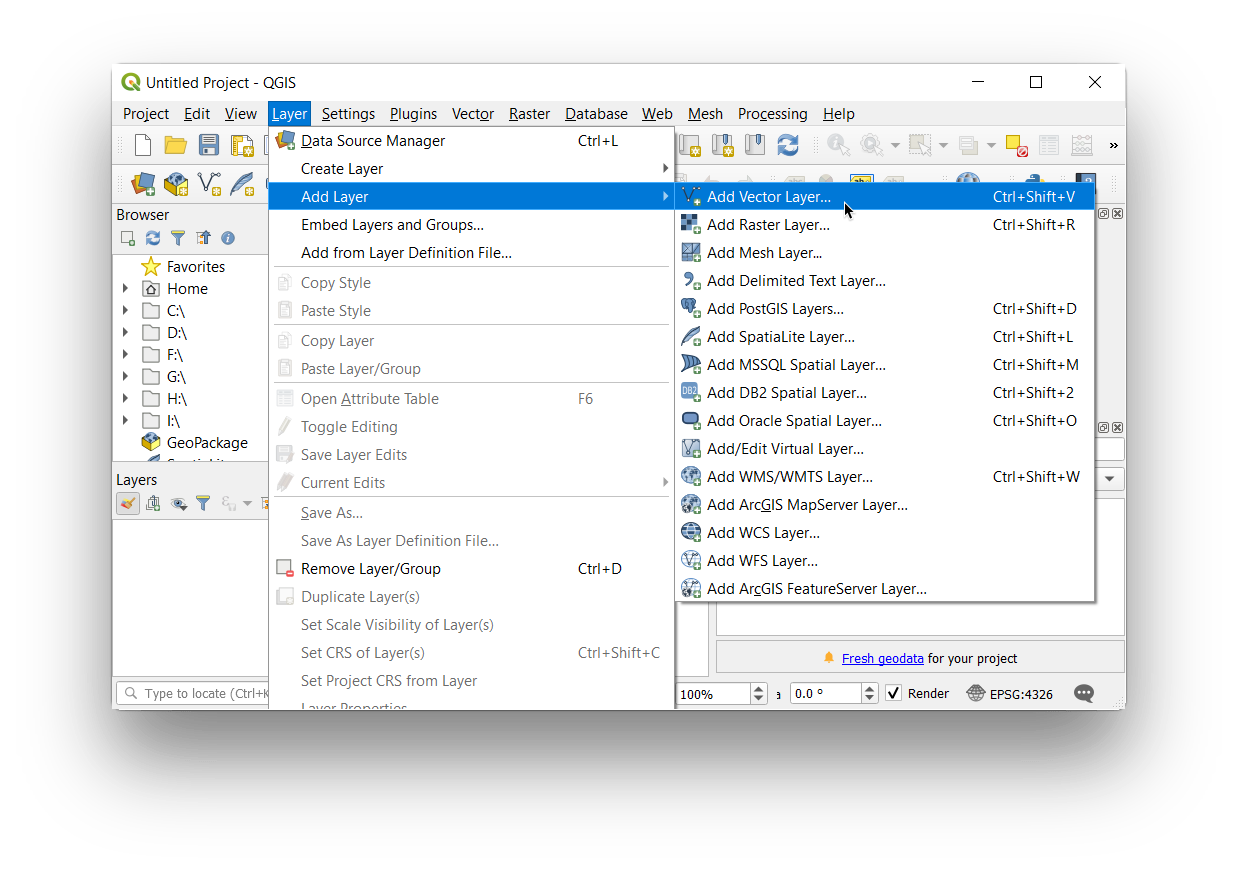 Untitled Project - QGIS
Project Edit View Layer Settings Plugins Vector Raster Database Web Mesh Processing Help
»
Browser
Favorites
Home
C:\
D:\
F:\
G:\
H:\
I:\
GeoPackage
Layers
Type to locate (Ctrl+K
Data Source Manager Ctrl+L
Create Layer
Add Layer
Embed Layers and Groups...
Add from Layer Definition File...
Copy Style
Paste Style
Copy Layer
Paste Layer/Group
Open Attribute Table F6
Toggle Editing
Save Layer Edits
Current Edits
Save As...
Save As Layer Definition File...
Remove Layer/Group Ctrl+D
Duplicate Layer(s)
Set Scale Visibility of Layer(s)
Set CRS of Layer(s) Ctrl+Shift+C
Set Project CRS from Layer
Layer Properties
Add Vector Layer... Ctrl+Shift+V
Add Raster Layer... Ctrl+Shift+R
Add Mesh Layer...
Add Delimited Text Layer...
Add PostGIS Layers... Ctrl+Shift+D
Add SpatiaLite Layer... Ctrl+Shift+L
Add MSSQL Spatial Layer... Ctrl+Shift+M
DB2 Add DB2 Spatial Layer... Ctrl+Shift+2
Add Oracle Spatial Layer... Ctrl+Shift+O
Add/Edit Virtual Layer...
Add WMS/WMTS Layer... Ctrl+Shift+W
Add ArcGIS MapServer Layer...
Add WCS Layer...
Add WFS Layer...
Add ArcGIS FeatureServer Layer...
Fresh geodata for your project
100% 0.0 ° Render EPSG:4326